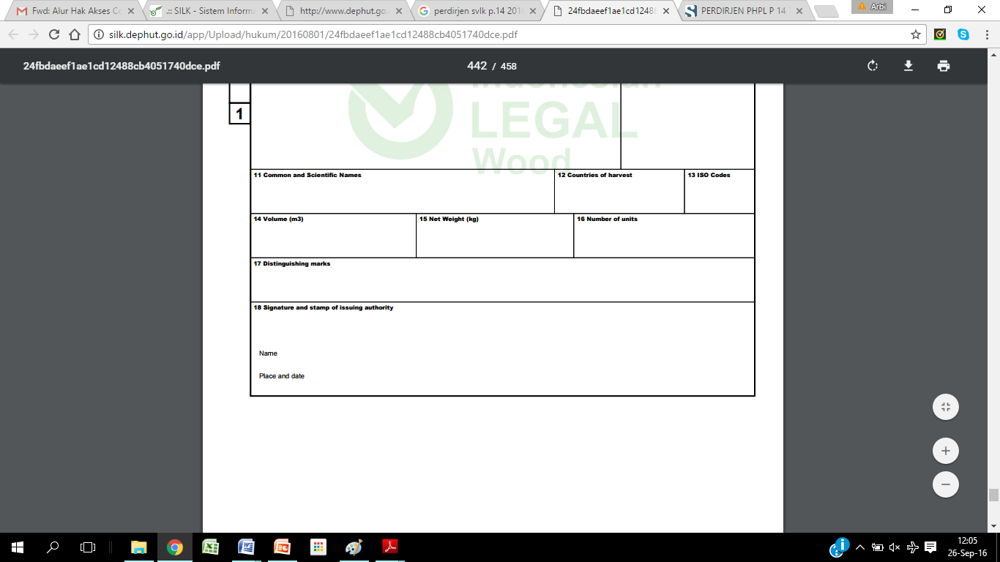 Fwd: Alur Hak Akses Co
.:: SILK - Sistem Informa
http://www.dephut.go.
perdirjen svlk p.14 201
24fbdaeef1ae1cd12488
PERDIRJEN PHPL P 14
Arbi
silk.dephut.go.id/app/Upload/hukum/20160801/24fbdaeef1ae1cd12488cb4051740dce.pdf
24fbdaeef1ae1cd12488cb4051740dce.pdf
442 / 458
Indonesian
LEGAL
Wood
1
11 Common and Scientific Names
12 Countries of harvest
13 ISO Codes
14 Volume (m3)
15 Net Weight (kg)
16 Number of units
17 Distinguishing marks
18 Signature and stamp of issuing authority
Name
Place and date
12:05
26-Sep-16